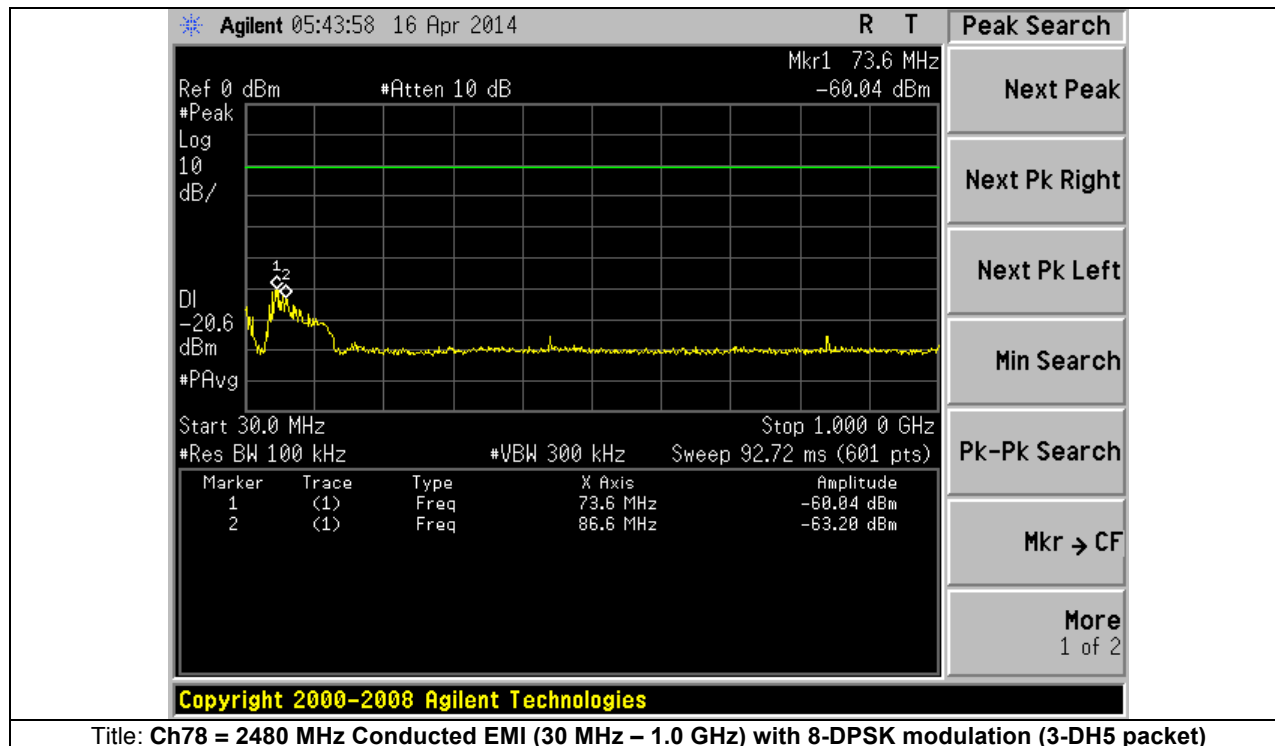 Agilent 05:43:58 16 Apr 2014 R T
Peak Search
Mkr1 73.6 MHz
Ref 0 dBm #Atten 10 dB -60.04 dBm
#Peak
Log
10
dB/
1
2
DI
-20.6
dBm
#PAvg
Start 30.0 MHz Stop 1.000 0 GHz
#Res BW 100 kHz #VBW 300 kHz Sweep 92.72 ms (601 pts)
Marker Trace Type X Axis Amplitude
1 (1) Freq 73.6 MHz -60.04 dBm
2 (1) Freq 86.6 MHz -63.20 dBm
Next Peak
Next Pk Right
Next Pk Left
Min Search
Pk-Pk Search
Mkr → CF
More
1 of 2
Copyright 2000-2008 Agilent Technologies
Title: Ch78 = 2480 MHz Conducted EMI (30 MHz – 1.0 GHz) with 8-DPSK modulation (3-DH5 packet)